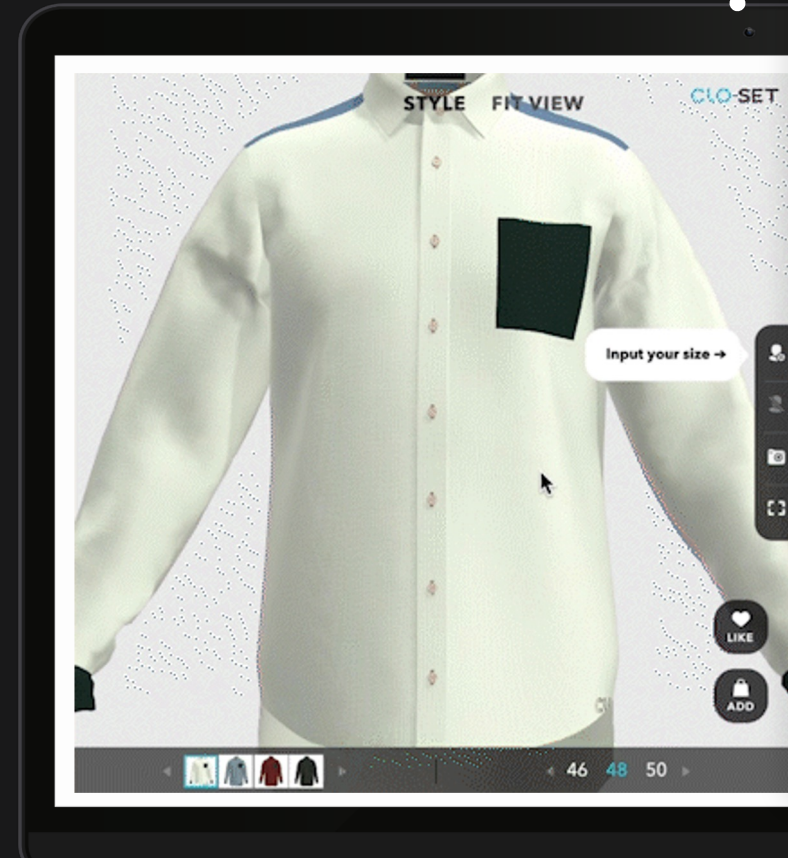 STYLE FIT VIEW
CLO-SET
Input your size →
LIKE
ADD
46 48 50